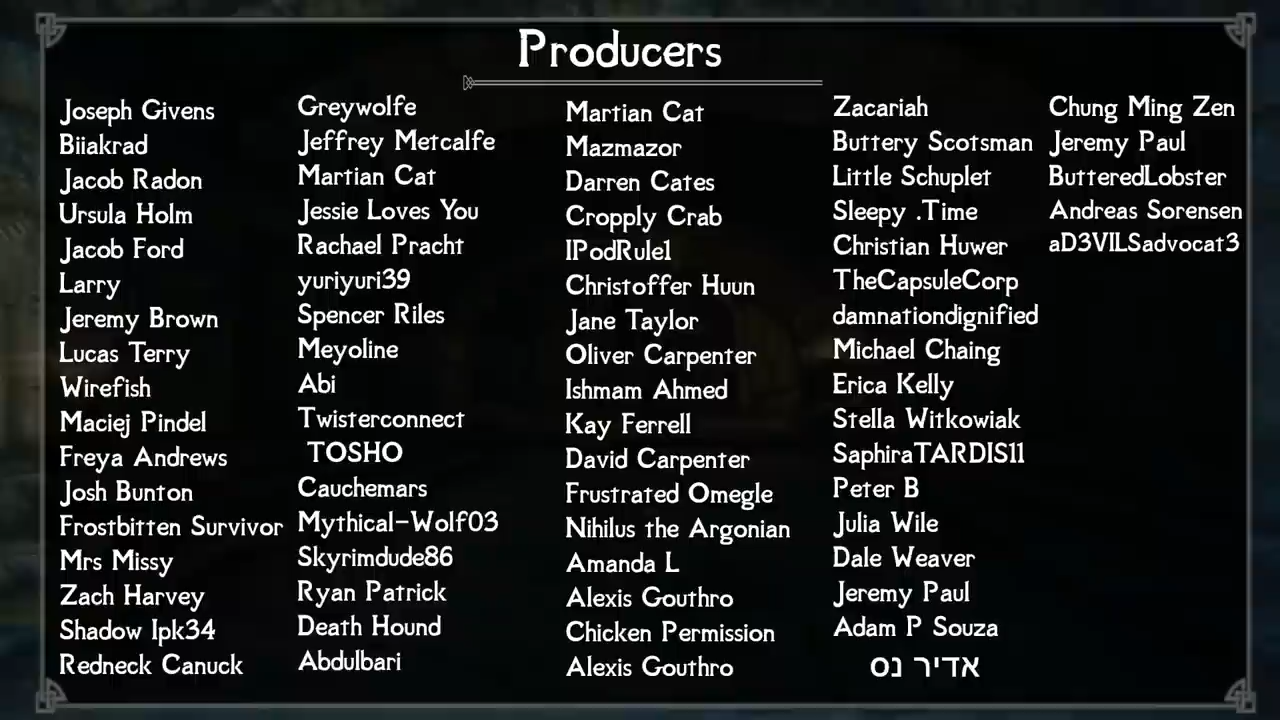 Producers
Joseph Givens
Biiakrad
Jacob Radon
Ursula Holm
Jacob Ford
Larry
Jeremy Brown
Lucas Terry
Wirefish
Maciej Pindel
Freya Andrews
Josh Bunton
Frostbitten Survivor
Mrs Missy
Zach Harvey
Shadow Ipk34
Redneck Canuck
Greywolfe
Jeffrey Metcalfe
Martian Cat
Jessie Loves You
Rachael Pracht
yuriyuri39
Spencer Riles
Meyoline
Abi
Twisterconnect
TOSHO
Cauchemars
Mythical-Wolf03
Skyrimdude86
Ryan Patrick
Death Hound
Abdulbari
Martian Cat
Mazmazor
Darren Cates
Cropply Crab
IPodRule1
Christoffer Huun
Jane Taylor
Oliver Carpenter
Ishmam Ahmed
Kay Ferrell
David Carpenter
Frustrated Omegle
Nihilus the Argonian
Amanda L
Alexis Gouthro
Chicken Permission
Alexis Gouthro
Zacariah
Buttery Scotsman
Little Schuplet
Sleepy .Time
Christian Huwer
TheCapsuleCorp
damnationdignified
Michael Chaing
Erica Kelly
Stella Witkowiak
SaphiraTARDIS11
Peter B
Julia Wile
Dale Weaver
Jeremy Paul
Adam P Souza
אדיר נס
Chung Ming Zen
Jeremy Paul
ButteredLobster
Andreas Sorensen
aD3VILSadvocat3